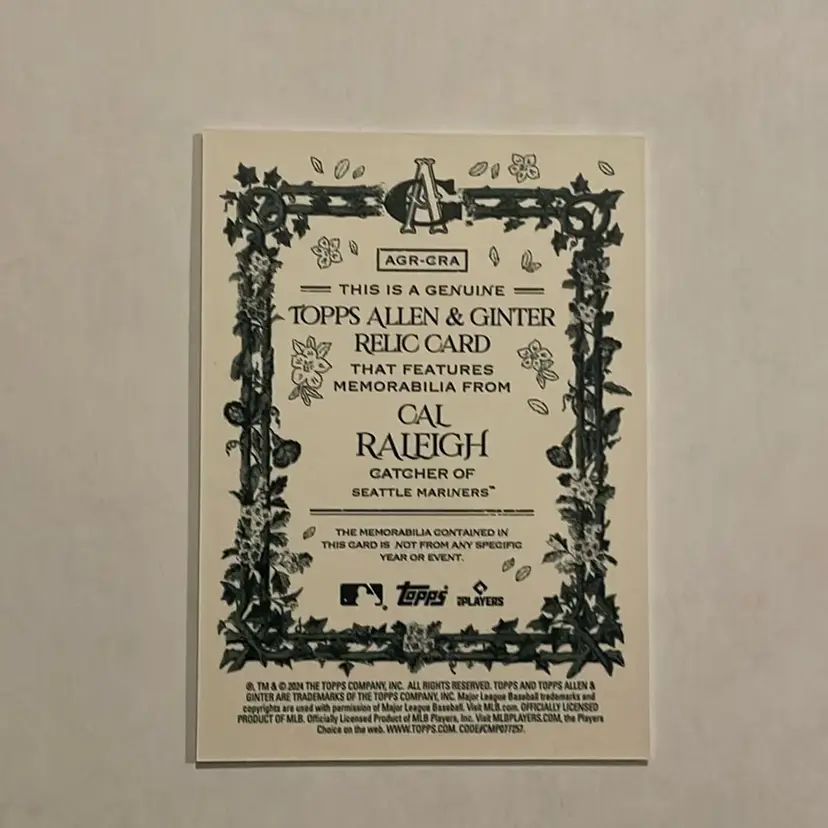 AG
AGR-CRA
THIS IS A GENUINE
TOPPS ALLEN & GINTER
RELIC CARD
THAT FEATURES
MEMORABILIA FROM
CAL
RALEIGH
CATCHER OF
SEATTLE MARINERS™
THE MEMORABILIA CONTAINED IN
THIS CARD IS NOT FROM ANY SPECIFIC
YEAR OR EVENT.
Topps PLAYERS
®, TM & © 2024 THE TOPPS COMPANY, INC. ALL RIGHTS RESERVED. TOPPS AND TOPPS ALLEN &
GINTER ARE TRADEMARKS OF THE TOPPS COMPANY, INC. Major League Baseball trademarks and
copyrights are used with permission of Major League Baseball. Visit MLB.com. OFFICIALLY LICENSED
PRODUCT OF MLB. Officially Licensed Product of MLB Players, Inc. Visit MLBPLAYERS.COM, the Players
Choice on the web. WWW.TOPPS.COM. CODE#CMP077257.